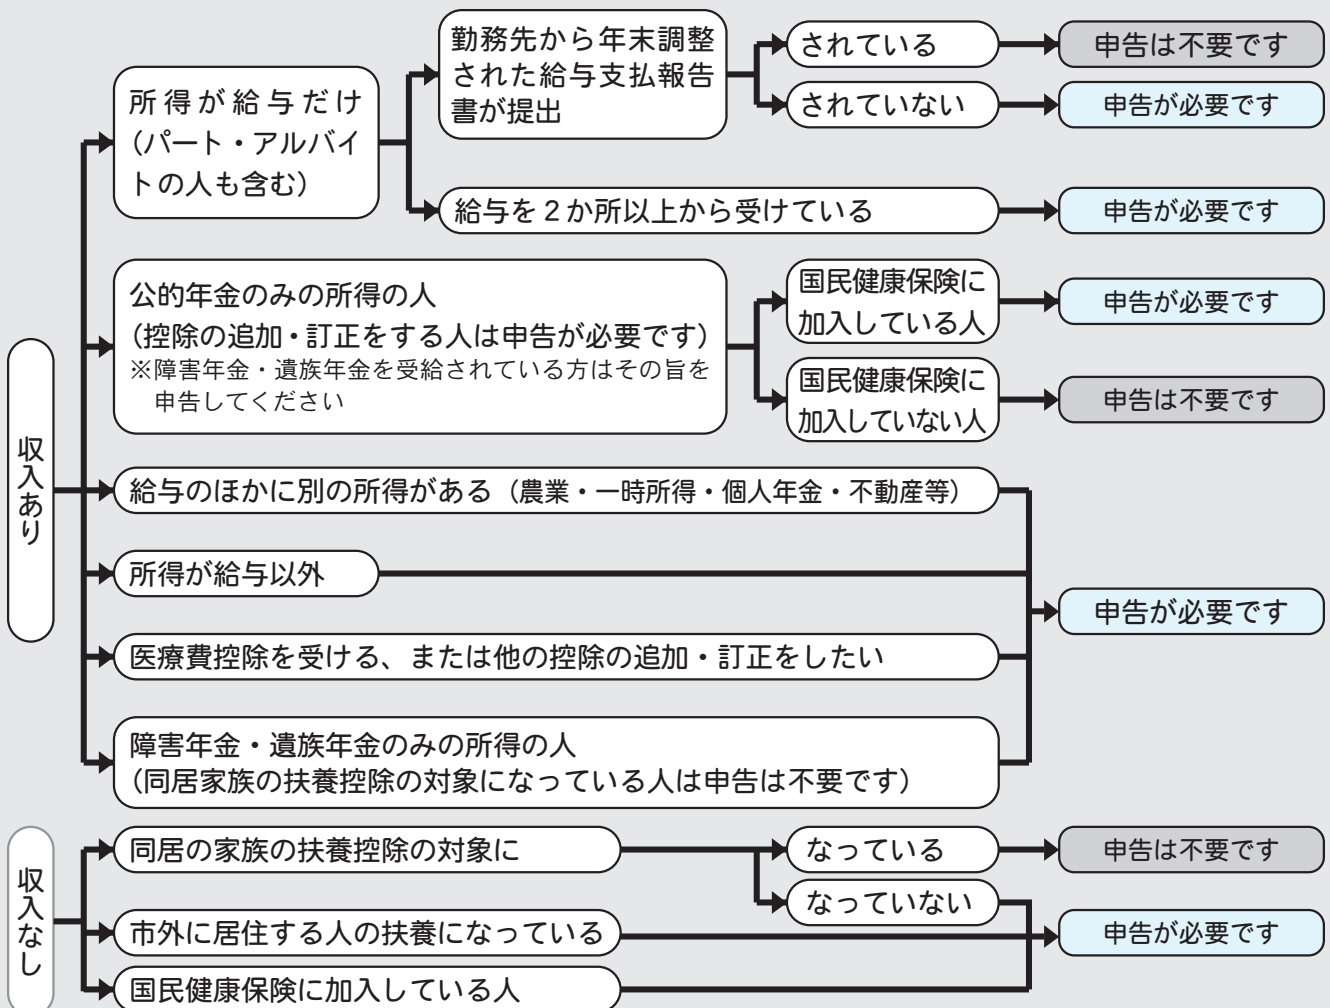 収入あり
所得が給与だけ
（パート・アルバイ
トの人も含む）
勤務先から年末調整
された給与支払報告
書が提出
されている
申告は不要です
されていない
申告が必要です
給与を２か所以上から受けている
申告が必要です
公的年金のみの所得の人
（控除の追加・訂正をする人は申告が必要です）
※障害年金・遺族年金を受給されている方はその旨を
申告してください
国民健康保険に
加入している人
申告が必要です
国民健康保険に
加入していない人
申告は不要です
給与のほかに別の所得がある（農業・一時所得・個人年金・不動産等）
所得が給与以外
医療費控除を受ける、または他の控除の追加・訂正をしたい
障害年金・遺族年金のみの所得の人
（同居家族の扶養控除の対象になっている人は申告は不要です）
申告が必要です
収入なし
同居の家族の扶養控除の対象に
なっている
申告は不要です
なっていない
市外に居住する人の扶養になっている
国民健康保険に加入している人
申告が必要です